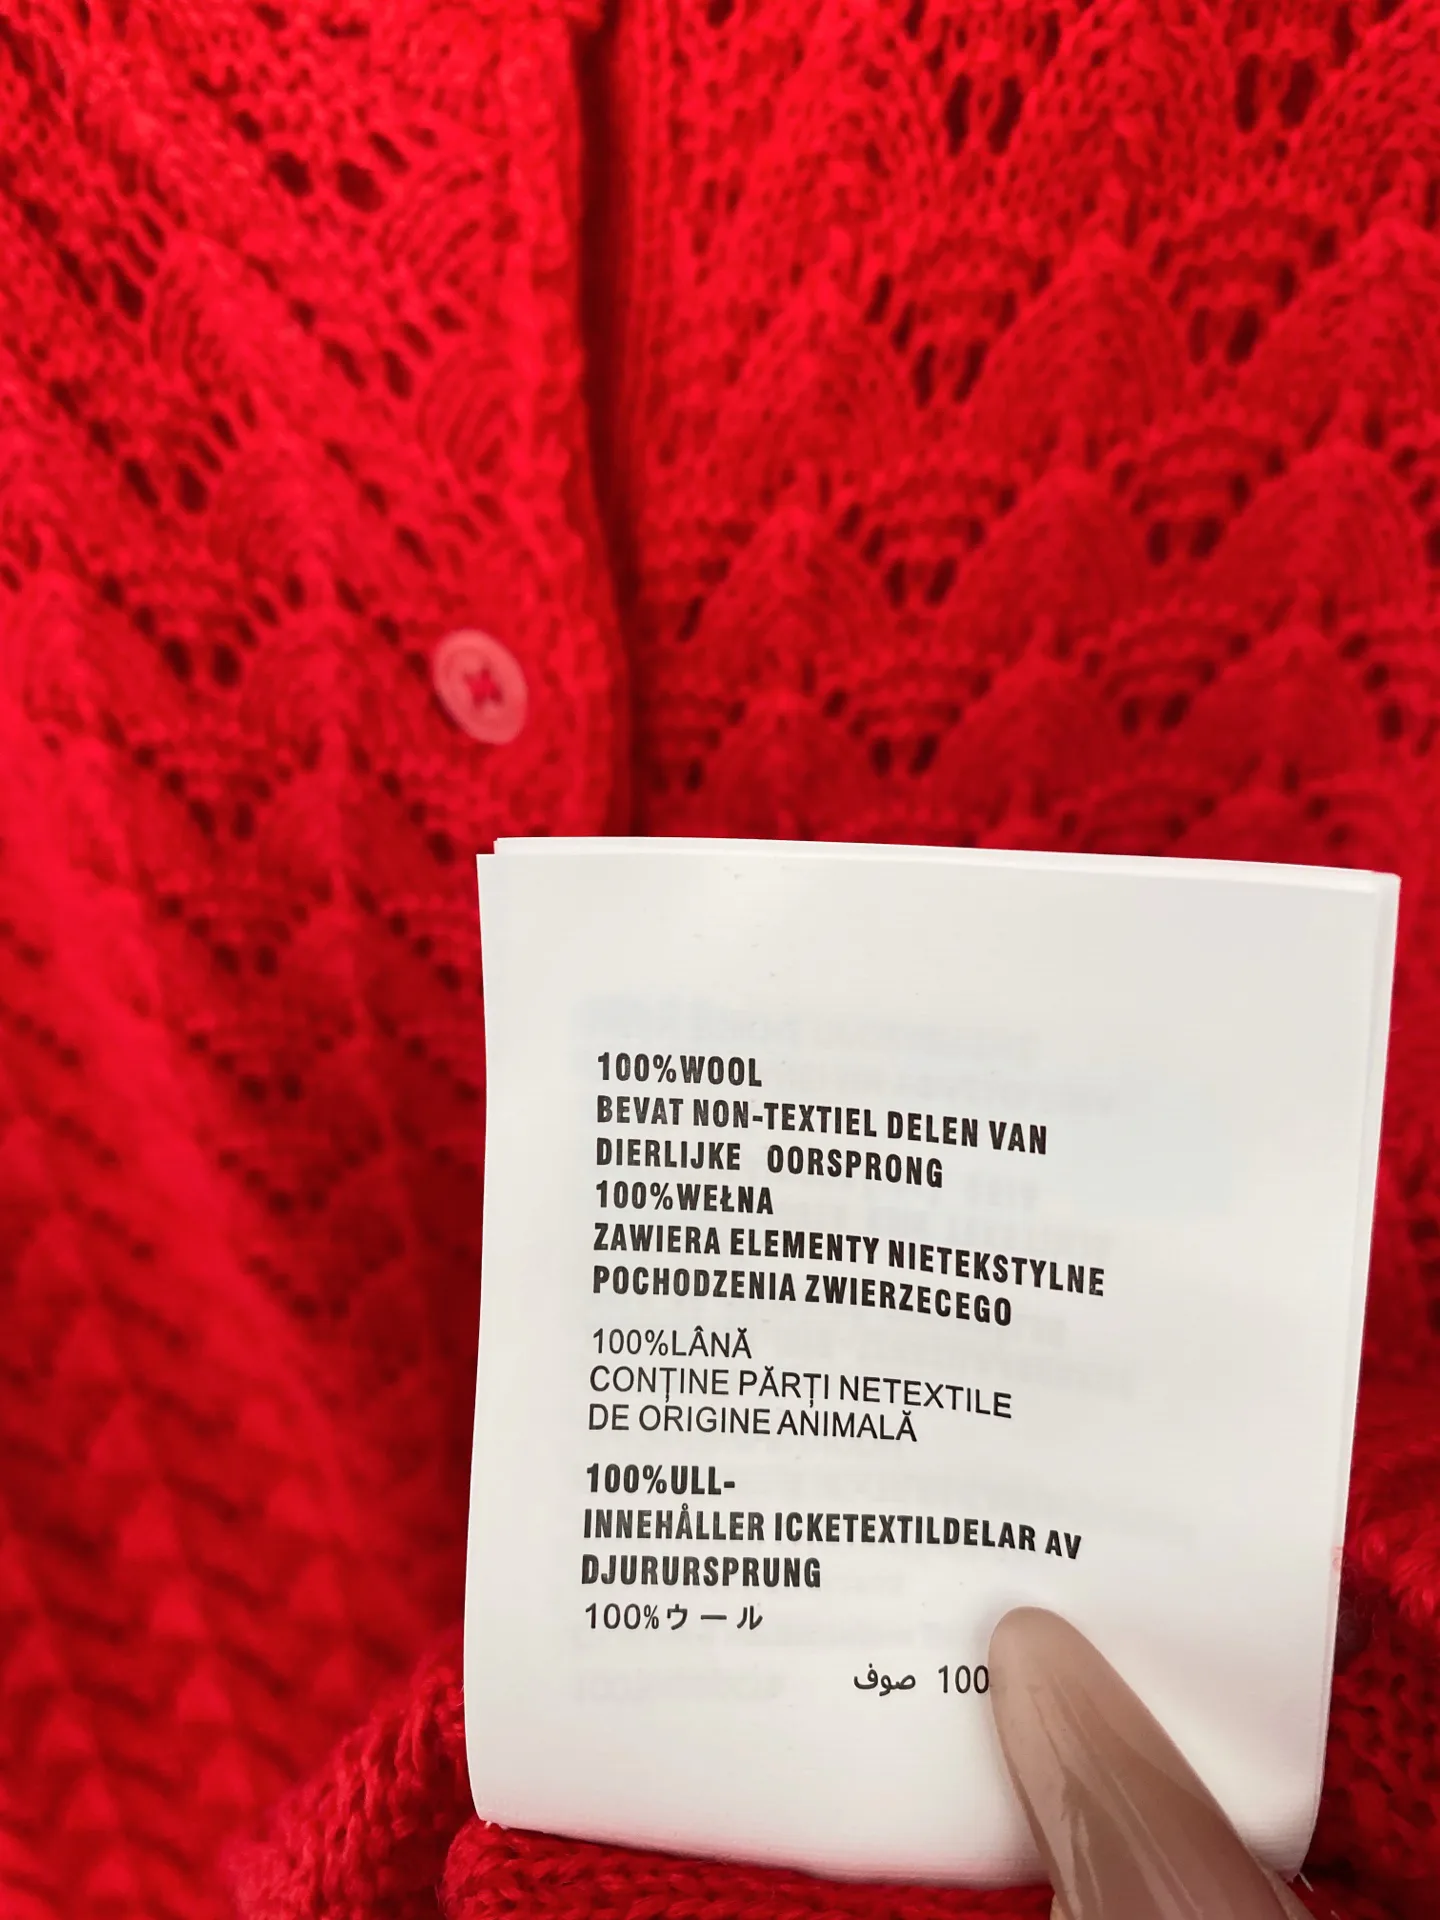 100%WOOL
BEVAT NON-TEXTIEL DELEN VAN
DIERLIJKE OORSPRONG
100%WEŁNA
ZAWIERA ELEMENTY NIETEKSTYLNE
POCHODZENIA ZWIERZECEGO
100%LÂNĂ
CONȚINE PĂRȚI NETEXTILE
DE ORIGINE ANIMALĂ
100%ULL-
INNEHÅLLER ICKETEXTILDELAR AV
DJURURSPRUNG
100%ウール
100 صوف